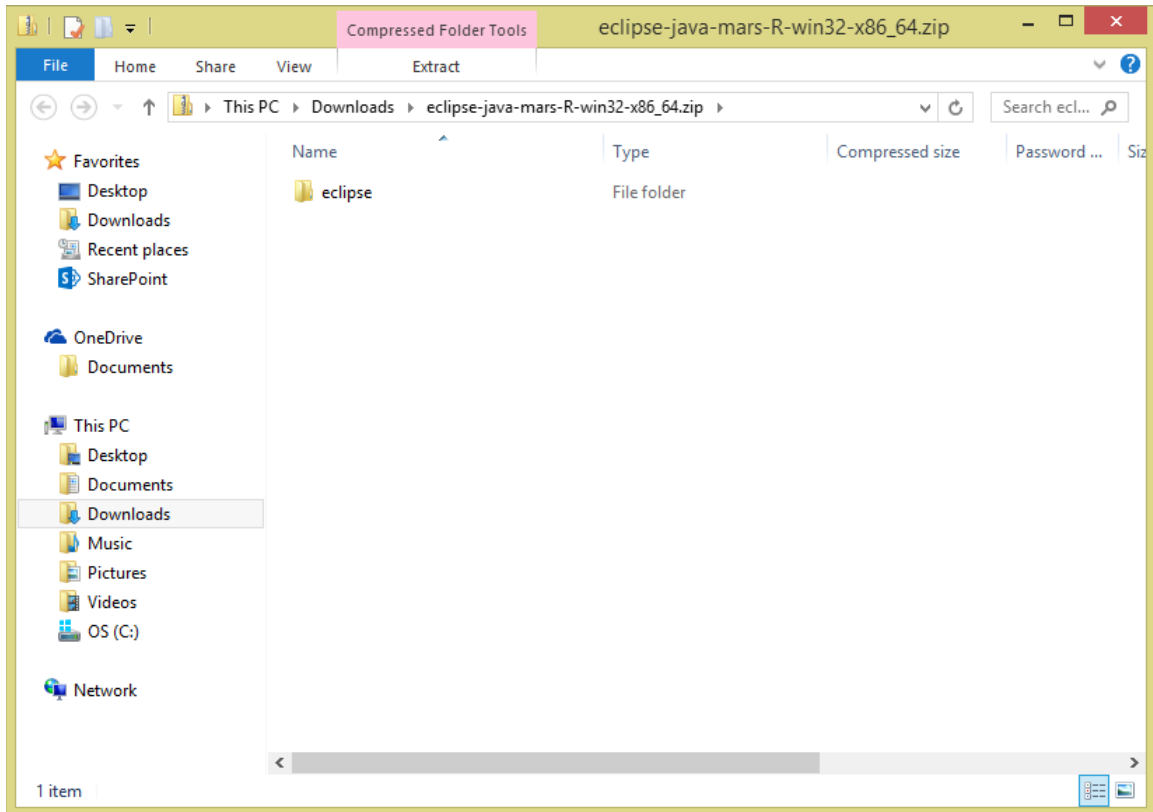 Compressed Folder Tools
eclipse-java-mars-R-win32-x86_64.zip
File Home Share View Extract
This PC Downloads eclipse-java-mars-R-win32-x86_64.zip
Search ecl...
Name Type Compressed size Password ... Siz
eclipse File folder
Favorites
Desktop
Downloads
Recent places
SharePoint
OneDrive
Documents
This PC
Desktop
Documents
Downloads
Music
Pictures
Videos
OS (C:)
Network
1 item